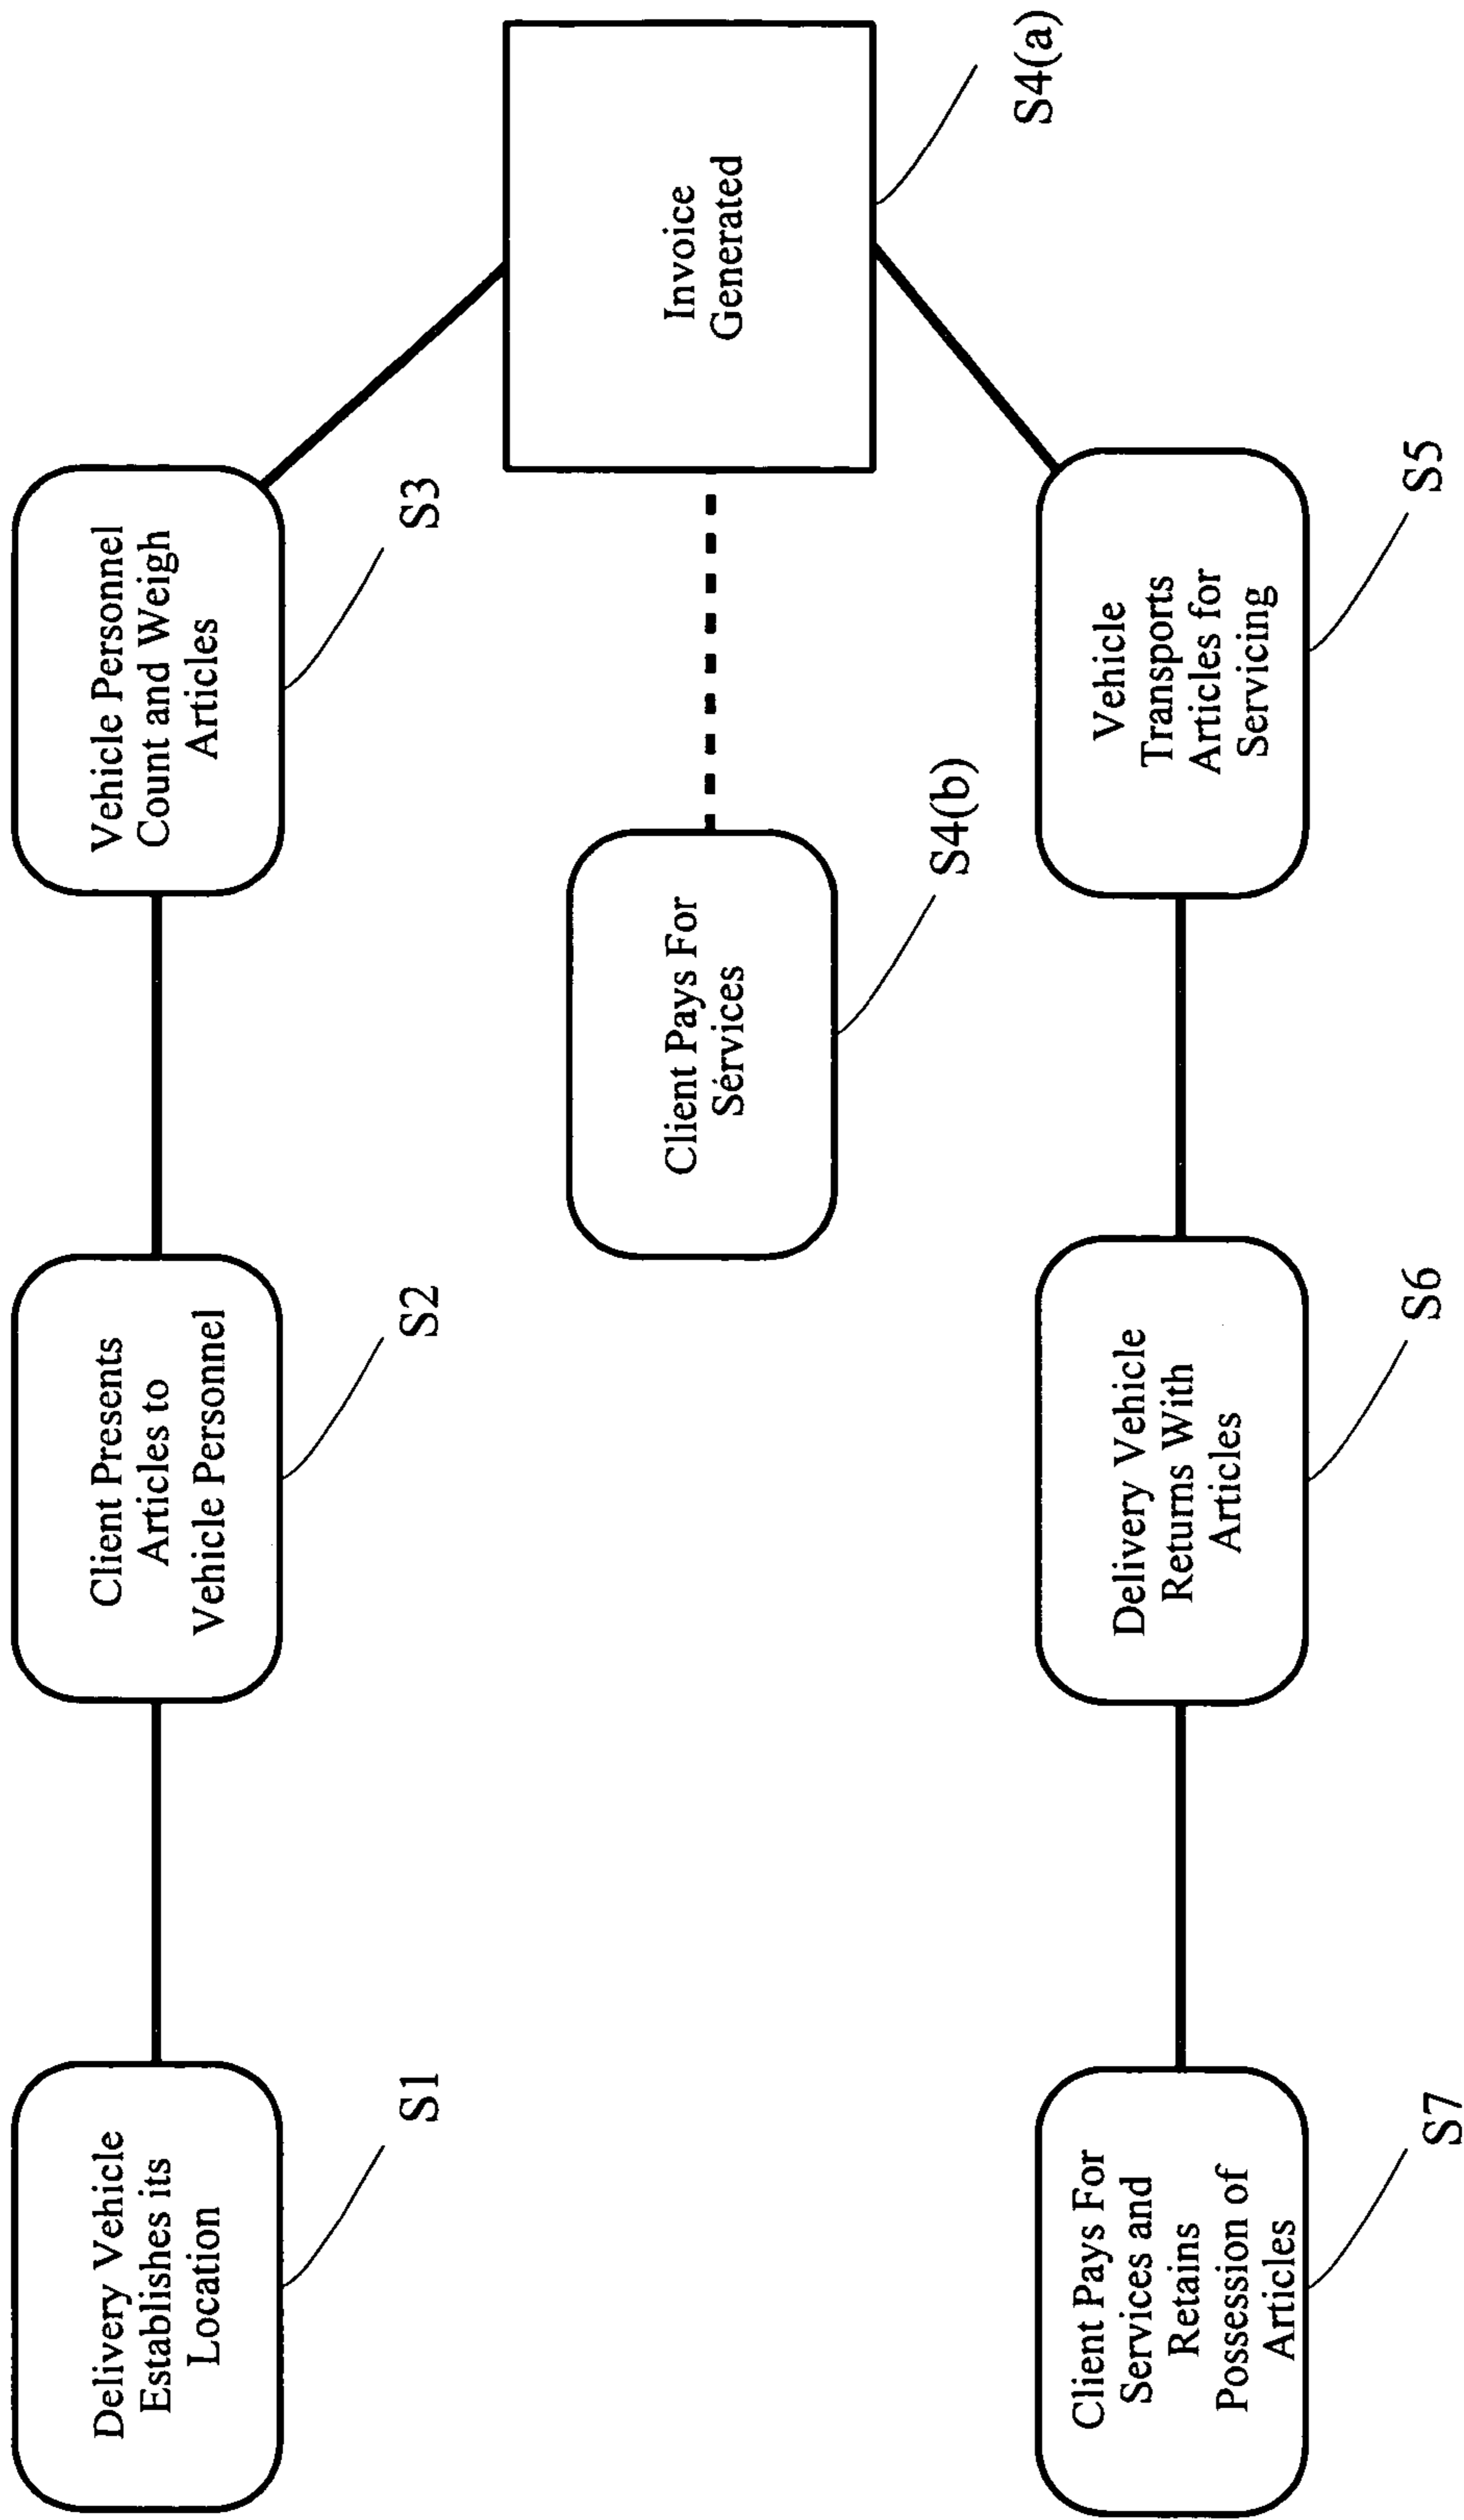 Delivery Vehicle
Establishes its
Location
S1
Client Presents
Articles to
Vehicle Personnel
S2
Vehicle Personnel
Count and Weigh
Articles
S3
Invoice
Generated
S4(a)
Client Pays For
Services
S4(b)
Vehicle
Transports
Articles for
Servicing
S5
Delivery Vehicle
Returns With
Articles
S6
Client Pays For
Services and
Retains
Possession of
Articles
S7